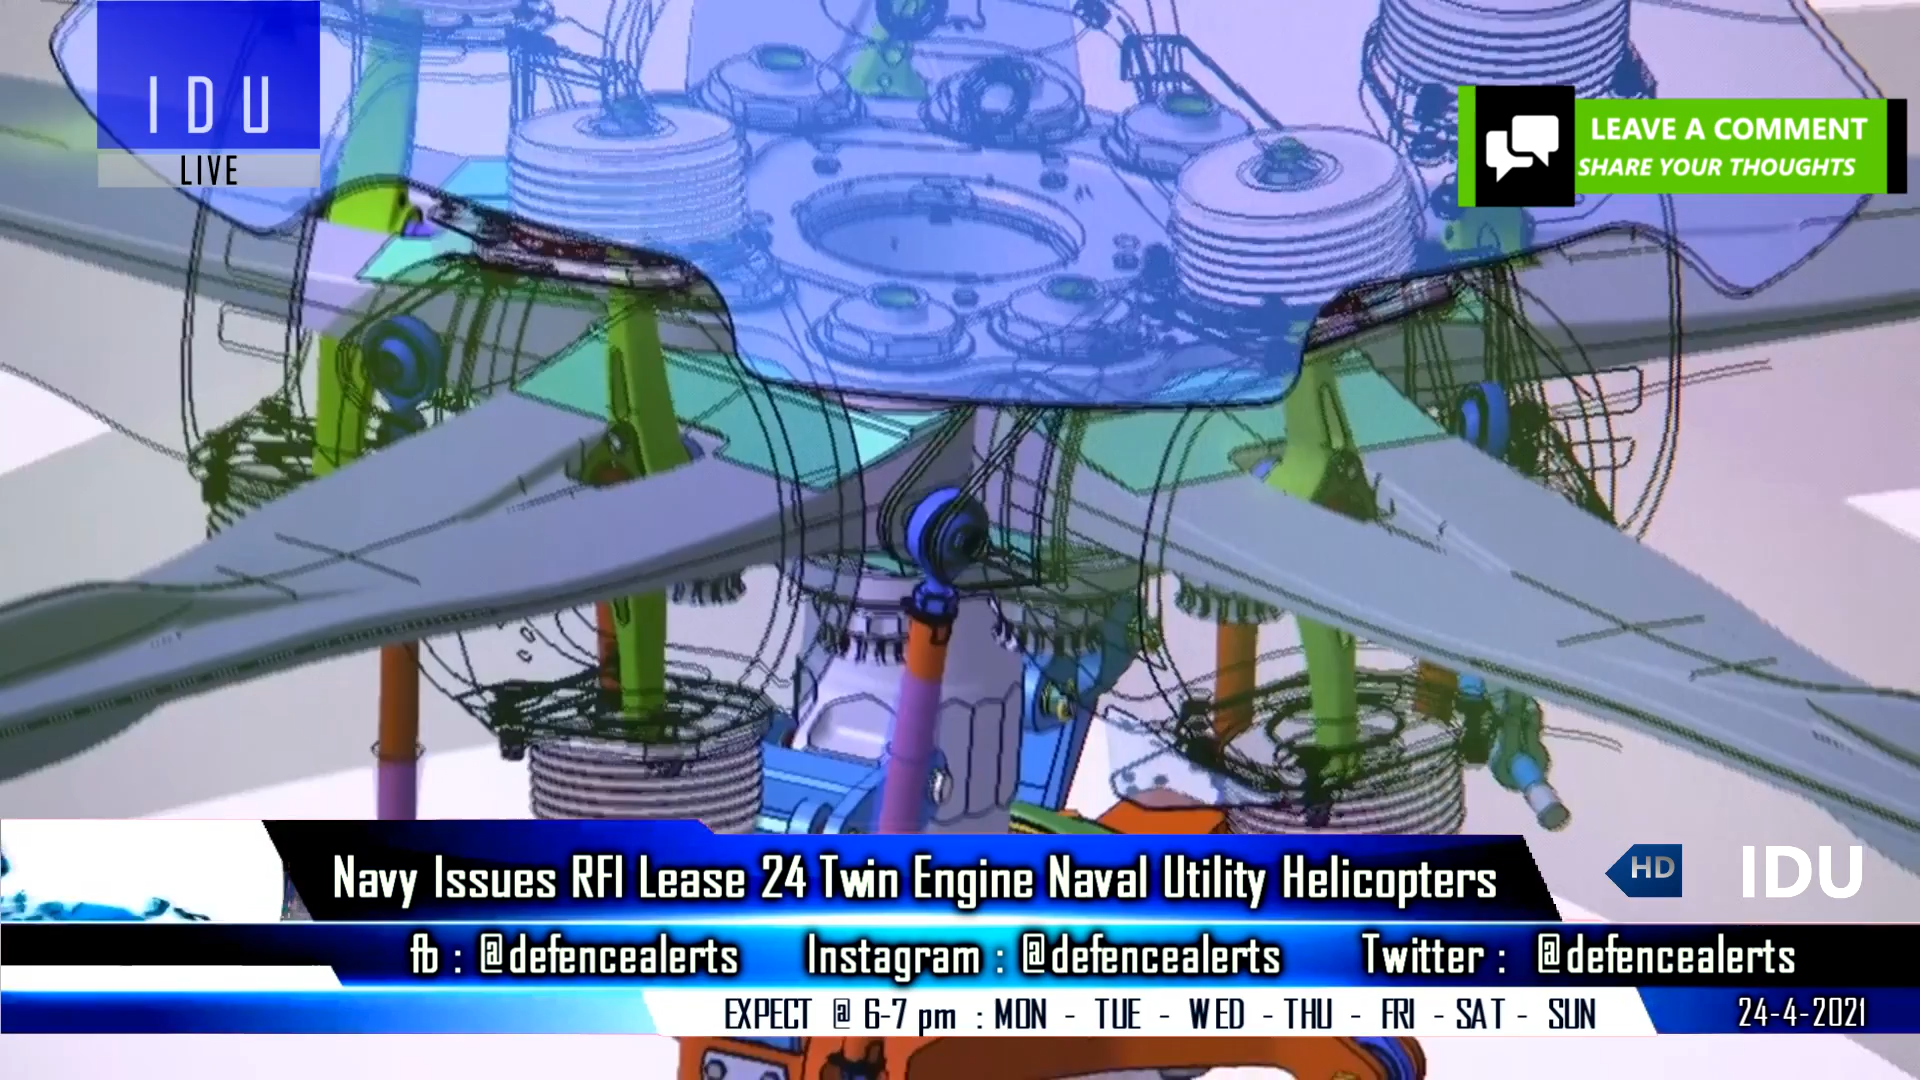 IDU
LIVE
LEAVE A COMMENT
SHARE YOUR THOUGHTS
Navy Issues RFI Lease 24 Twin Engine Naval Utility Helicopters
HD
IDU
fb : @defencealerts Instagram : @defencealerts Twitter : @defencealerts
EXPECT @ 6-7 pm : MON - TUE - WED - THU - FRI - SAT - SUN
24-4-2021